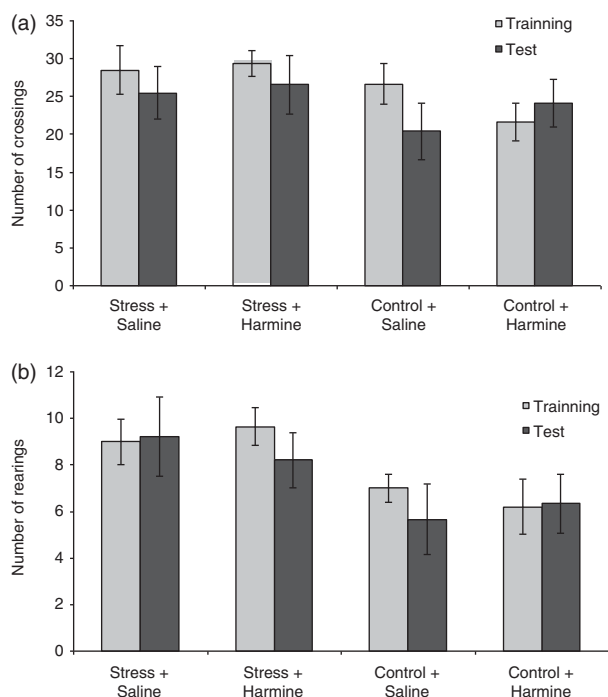 (a)
35
30
25
20
15
10
5
0
Number of crossings
Trainning
Test
Stress +
Saline
Stress +
Harmine
Control +
Saline
Control +
Harmine
(b)
12
10
8
6
4
2
0
Number of rearings
Trainning
Test
Stress +
Saline
Stress +
Harmine
Control +
Saline
Control +
Harmine